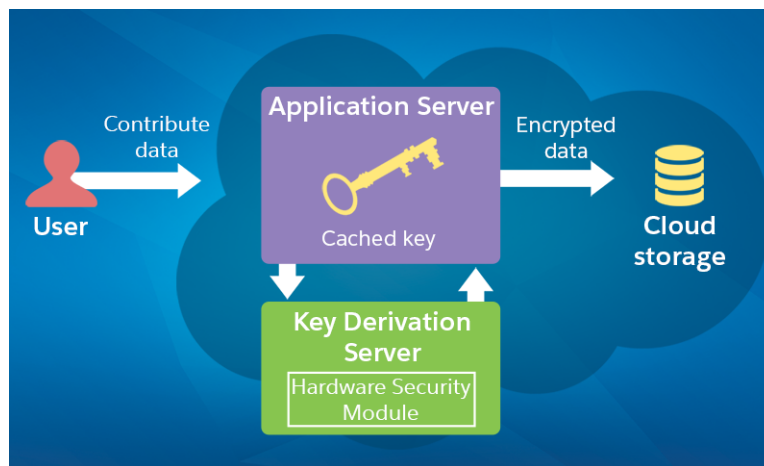 Contribute
data
User
Application Server
Cached key
Encrypted
data
Cloud
storage
Key Derivation
Server
Hardware Security
Module